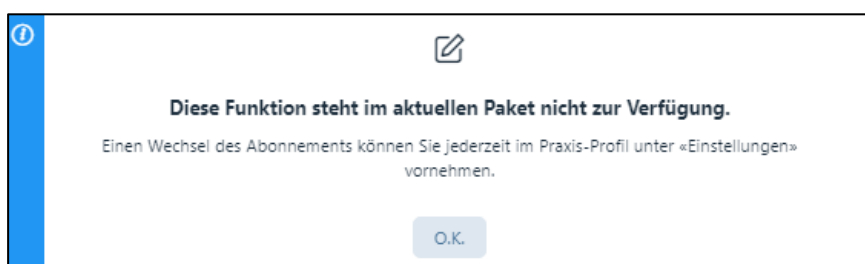 Diese Funktion steht im aktuellen Paket nicht zur Verfügung.
Einen Wechsel des Abonnements können Sie jederzeit im Praxis-Profil unter «Einstellungen»
vornehmen.
O.K.